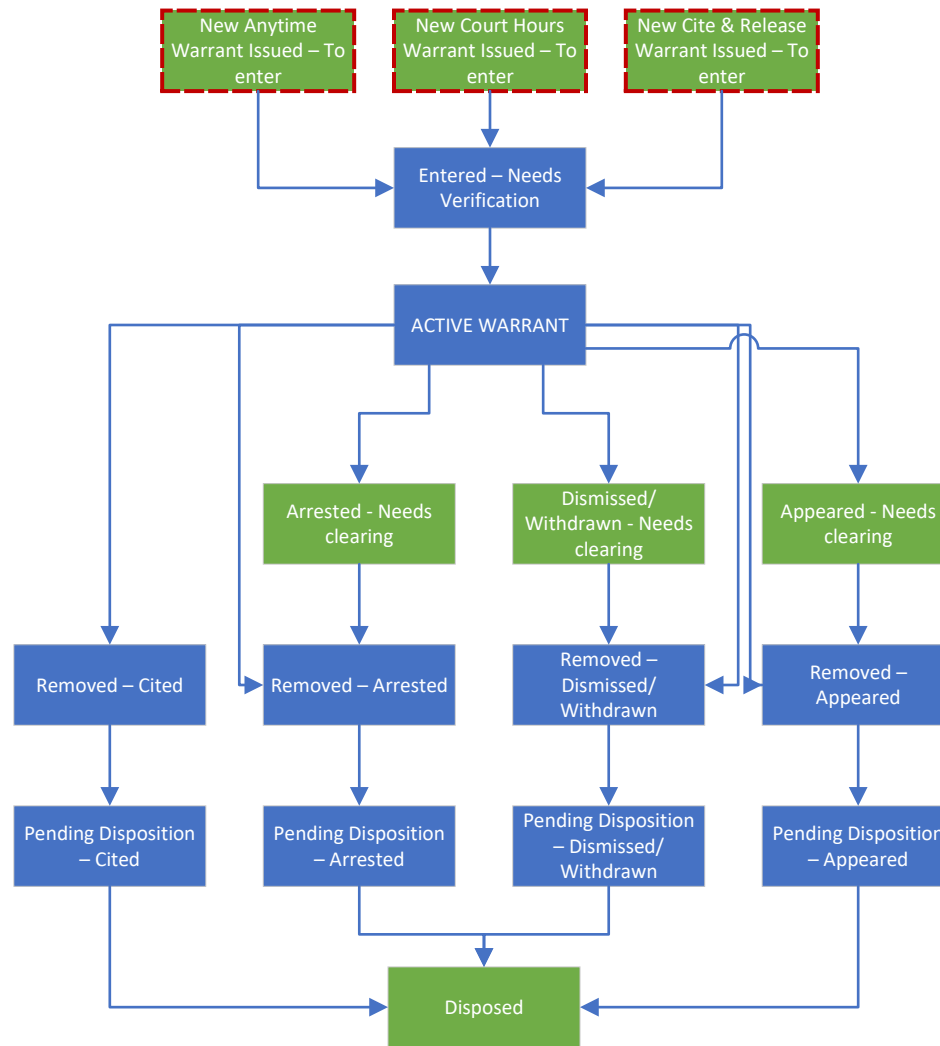 New Anytime
Warrant Issued – To
enter
New Court Hours
Warrant Issued – To
enter
New Cite & Release
Warrant Issued – To
enter
Entered – Needs
Verification
ACTIVE WARRANT
Arrested - Needs
clearing
Dismissed/
Withdrawn - Needs
clearing
Appeared - Needs
clearing
Removed – Cited
Removed – Arrested
Removed –
Dismissed/
Withdrawn
Removed –
Appeared
Pending Disposition
– Cited
Pending Disposition
– Arrested
Pending Disposition
– Dismissed/
Withdrawn
Pending Disposition
– Appeared
Disposed